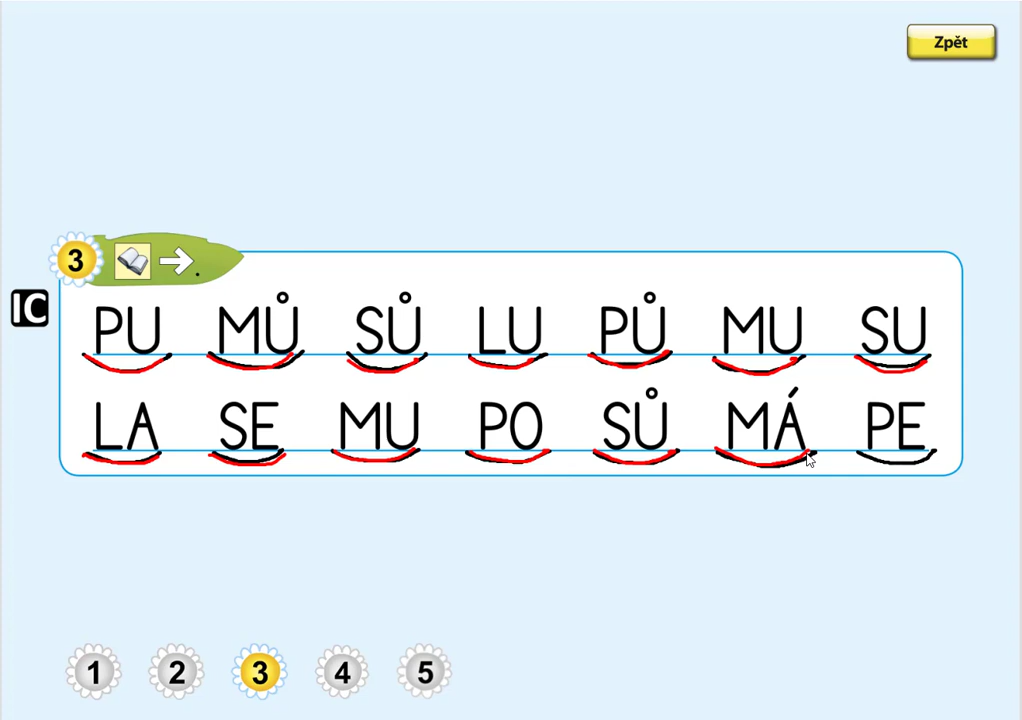 Zpět
3 .
IC
PU MŮ SŮ LU PŮ MU SU
LA SE MU PO SŮ MÁ PE
1 2 3 4 5